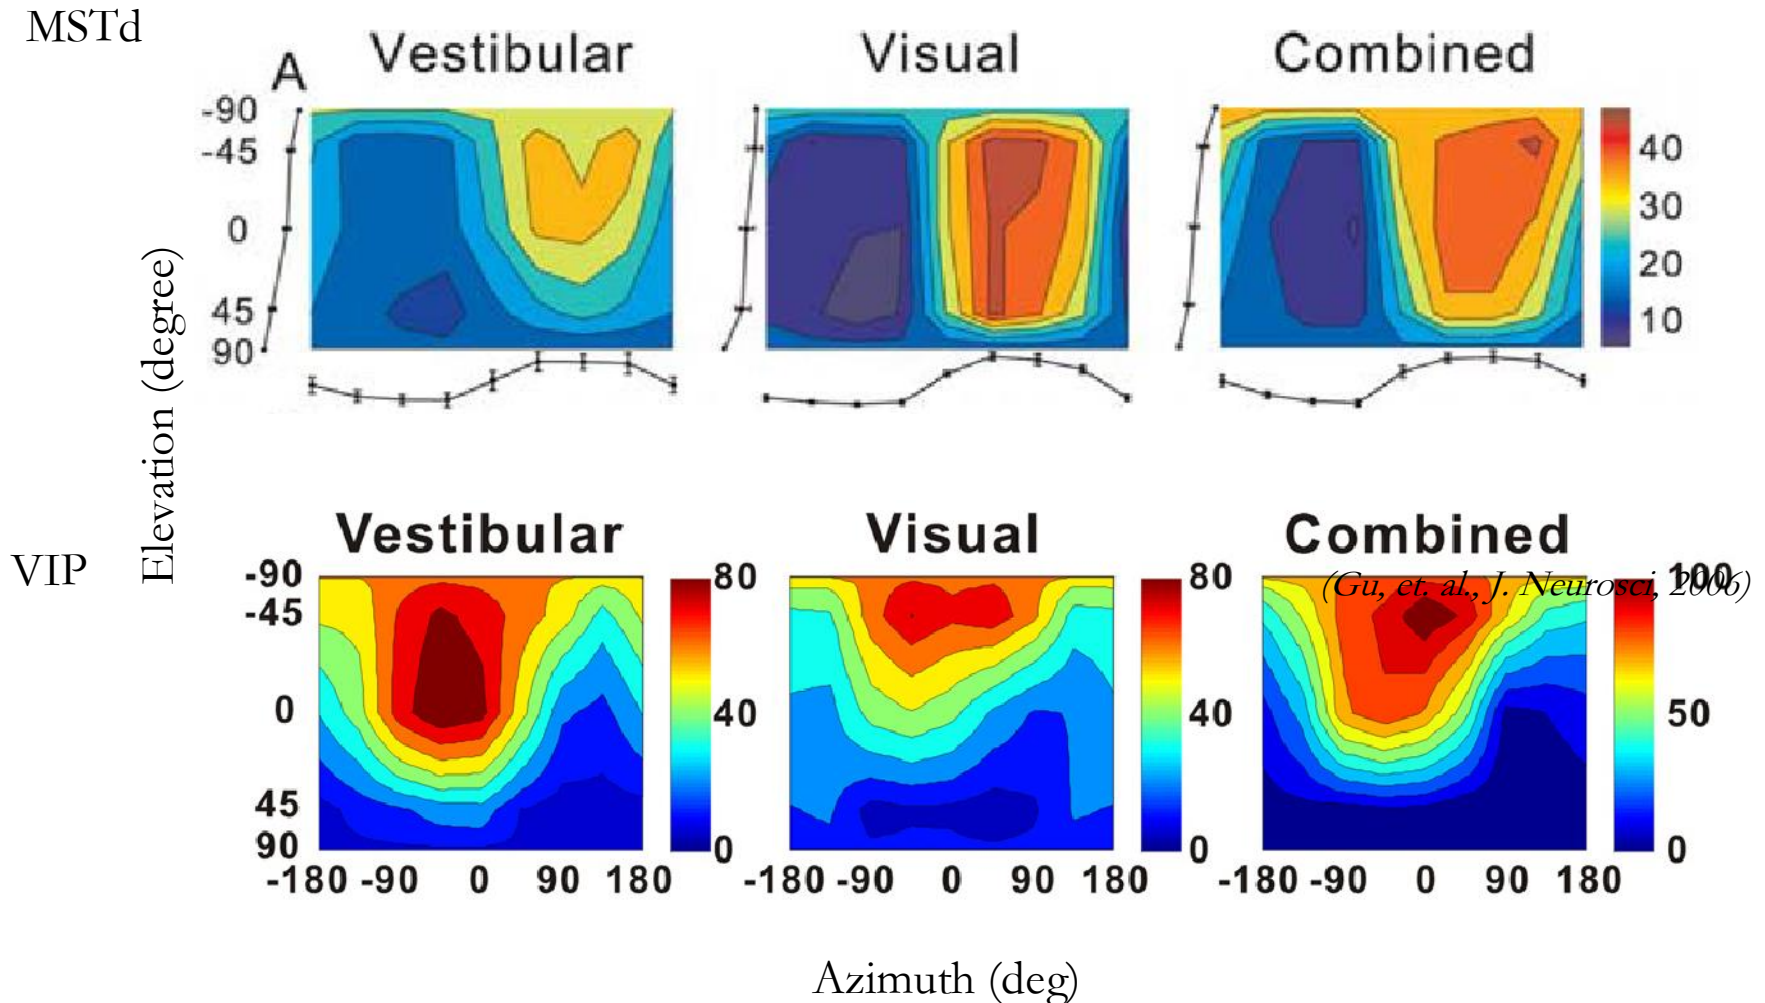 MSTd
A
Vestibular Visual Combined
-90
-45
0
45
90
40
30
20
10
Elevation (degree)
VIP
Vestibular Visual Combined
(Gu, et. al., J. Neurosci, 2006)
-90
-45
0
45
90
80
40
0
80
40
0
100
50
0
-180 -90 0 90 180
-180 -90 0 90 180
-180 -90 0 90 180
Azimuth (deg)